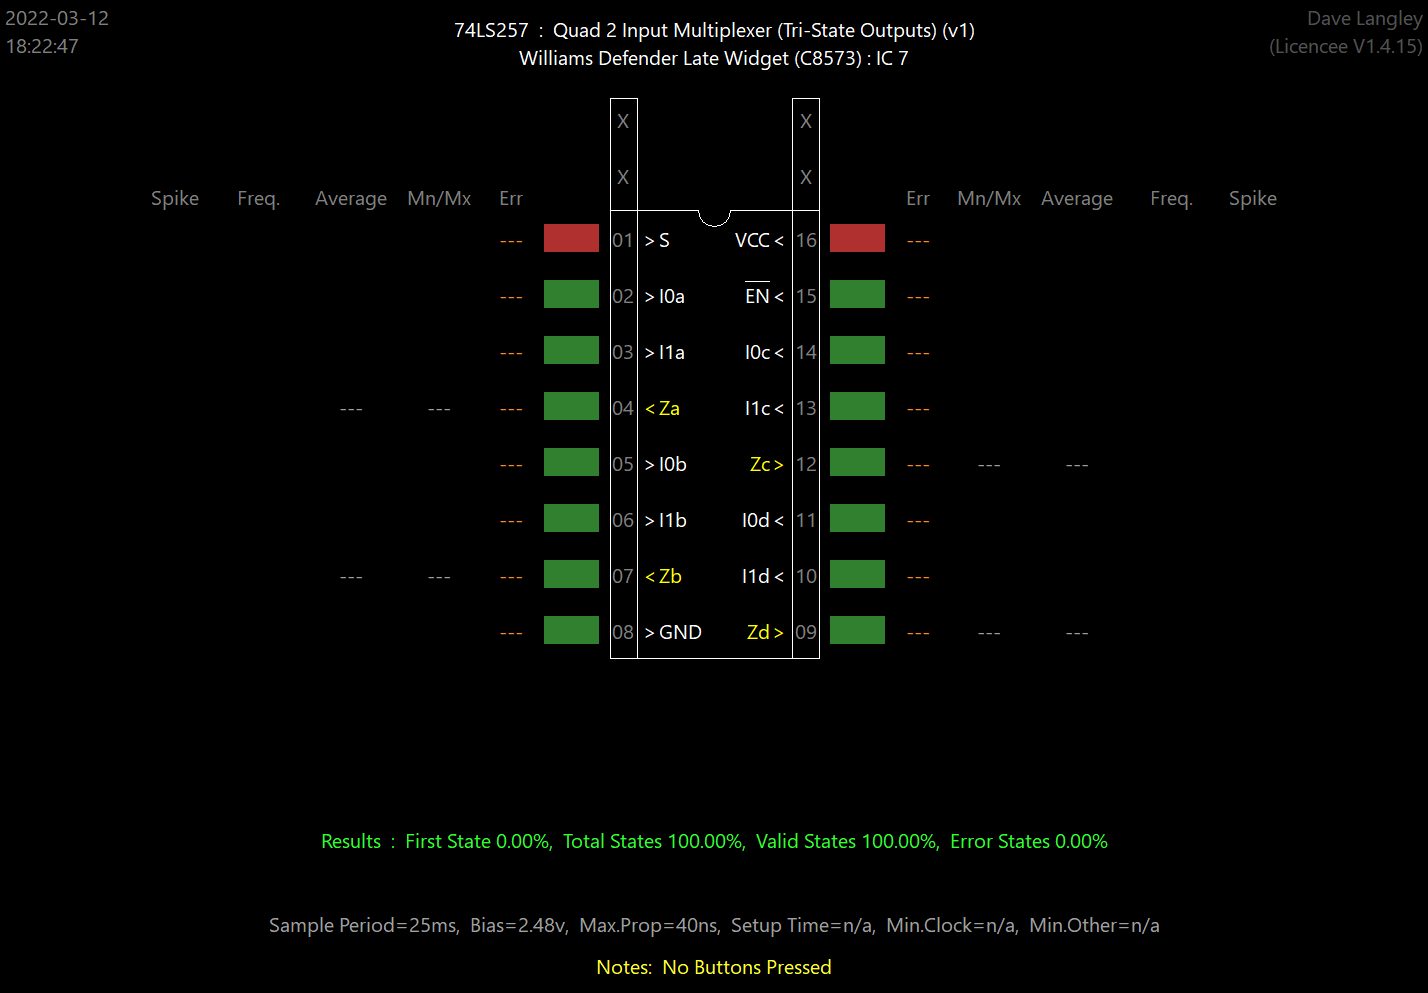 2022-03-12
18:22:47
74LS257 : Quad 2 Input Multiplexer (Tri-State Outputs) (v1)
Williams Defender Late Widget (C8573) : IC 7
Dave Langley
(Licencee V1.4.15)
X X
X X
Spike Freq. Average Mn/Mx Err Err Mn/Mx Average Freq. Spike
--- 01 > S VCC < 16 ---
--- 02 > I0a EN < 15 ---
--- 03 > I1a I0c < 14 ---
--- --- --- 04 < Za I1c < 13 ---
--- 05 > I0b Zc > 12 --- --- ---
--- 06 > I1b I0d < 11 ---
--- --- --- 07 < Zb I1d < 10 ---
--- 08 > GND Zd > 09 --- --- ---
Results : First State 0.00%, Total States 100.00%, Valid States 100.00%, Error States 0.00%
Sample Period=25ms, Bias=2.48v, Max.Prop=40ns, Setup Time=n/a, Min.Clock=n/a, Min.Other=n/a
Notes: No Buttons Pressed